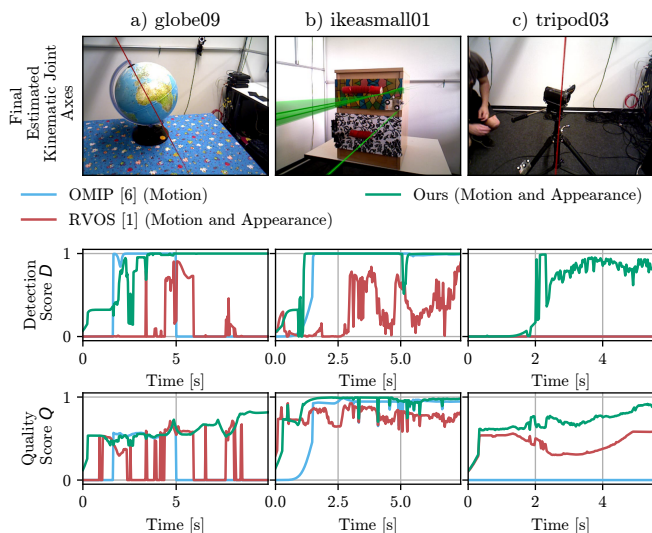 a) globe09
b) ikeasmall01
c) tripod03
Final
Estimated
Kinematic Joint
Axes
OMIP [6] (Motion)
Ours (Motion and Appearance)
RVOS [1] (Motion and Appearance)
Detection
Score D
1
0
0
5
Time [s]
0.0
2.5
5.0
Time [s]
0
2
4
Time [s]
Quality
Score Q
1
0
0
5
Time [s]
0.0
2.5
5.0
Time [s]
0
2
4
Time [s]